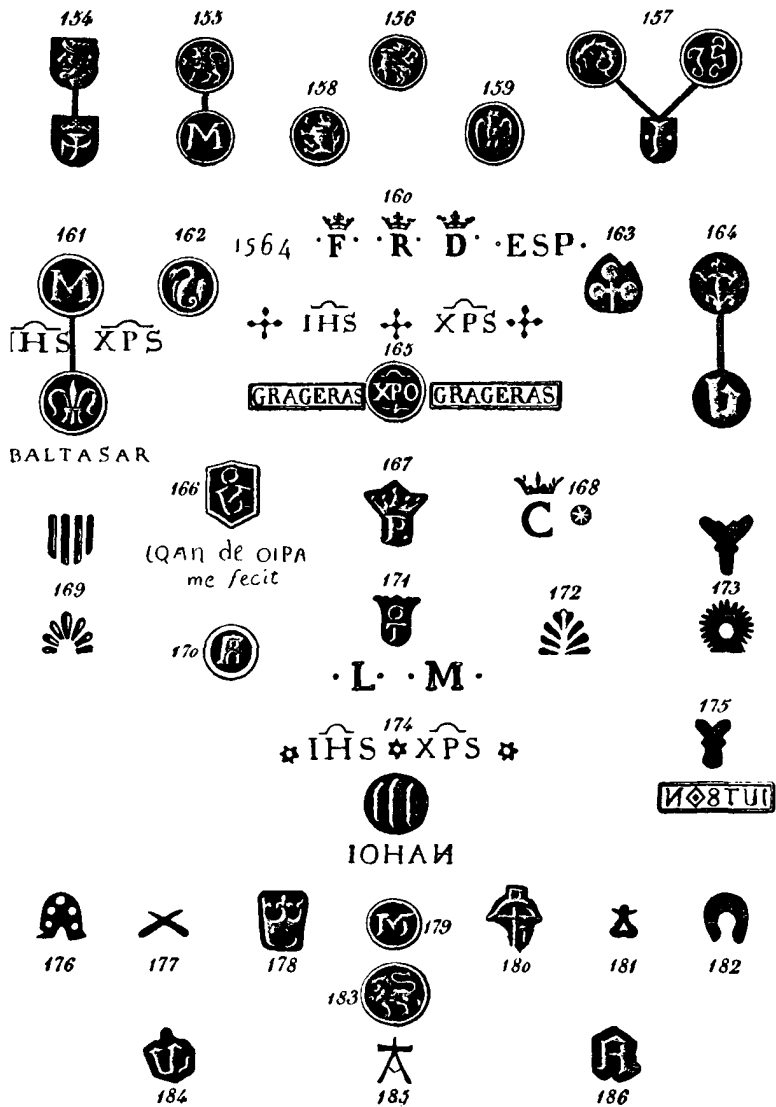 154 155 156 157
158 159
M
160
161 162 1564 ·F· ·R· ·D· ·ESP· 163 164
M
IHS XPS IHS XPS
165
GRAGERAS XPO GRAGERAS
BALTASAR
166 167 168
P. C
IQAn de OIPA
me fecit
169 171 172 173
170
·L· ·M·
174 175
IHS XPS
IOHAN
176 177 178 M 179 180 181 182
183
184 185 186